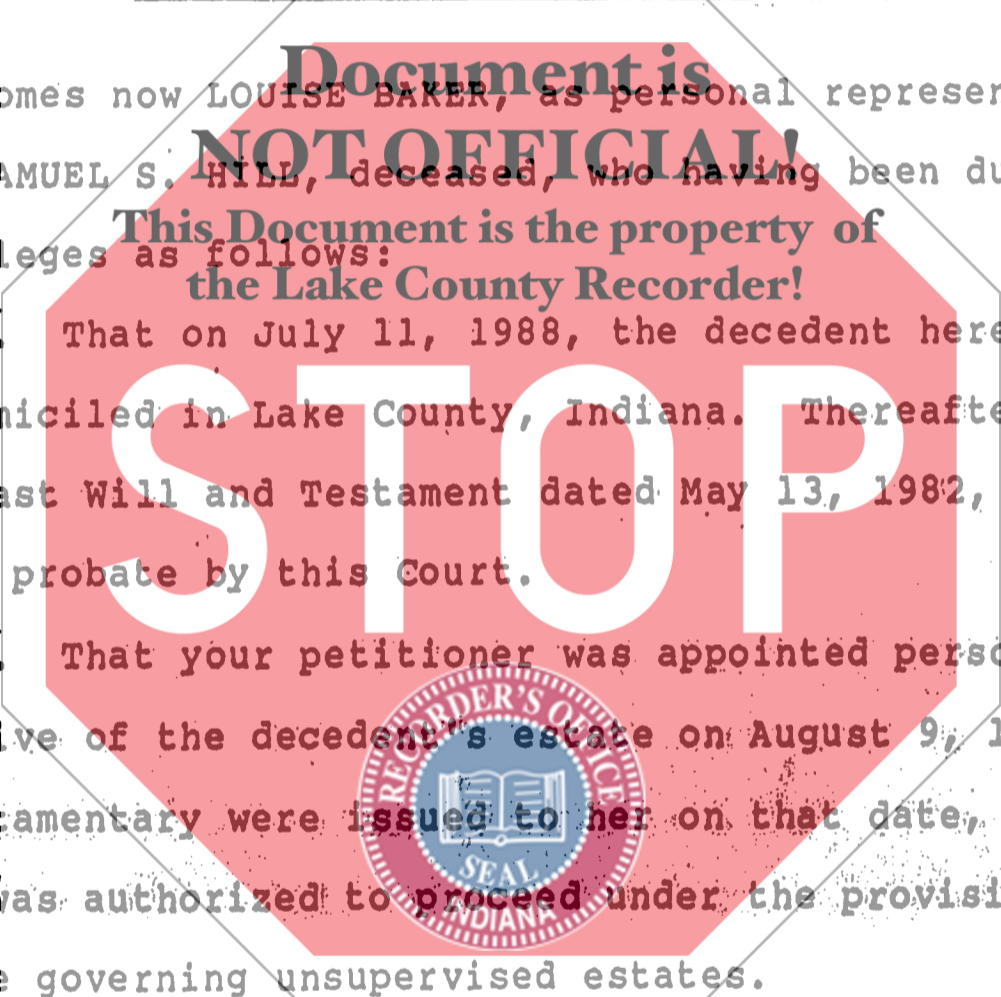 Document is
omes now LOUISE BAKER, as personal represen
NOT OFFICIAL!
AMUEL S. HILL, deceased, who having been du
This Document is the property of
leges as follows:
the Lake County Recorder!
That on July 11, 1988, the decedent here
STOP
niciled in Lake County, Indiana. Thereafte
ast Will and Testament dated May 13, 1982,
probate by this Court.
That your petitioner was appointed perso
RECORDER'S OFFICE
ive of the decedent's estate on August 9, 1
tamentary were issued to her on that date,
SEAL
was authorized to proceed under the provisi
INDIANA
e governing unsupervised estates.